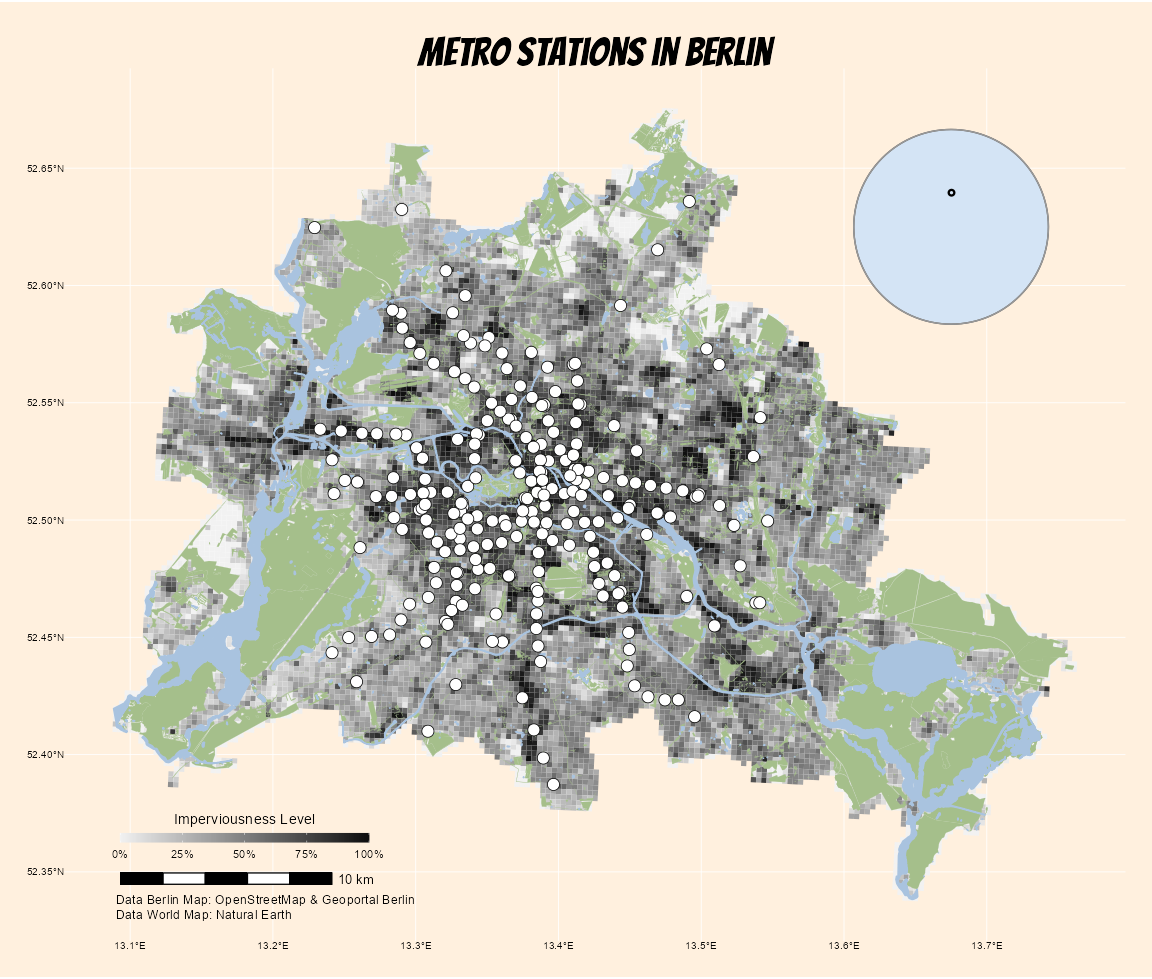 METRO STATIONS IN BERLIN
52.65°N
52.60°N
52.55°N
52.50°N
52.45°N
52.40°N
52.35°N
Imperviousness Level
0% 25% 50% 75% 100%
10 km
Data Berlin Map: OpenStreetMap & Geoportal Berlin
Data World Map: Natural Earth
13.1°E 13.2°E 13.3°E 13.4°E 13.5°E 13.6°E 13.7°E